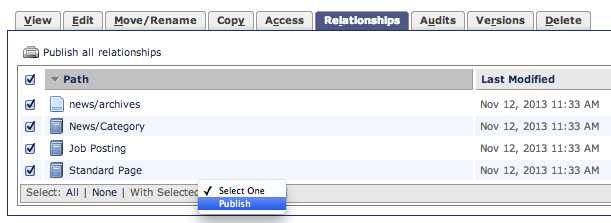 View Edit Move/Rename Copy Access Relationships Audits Versions Delete
Publish all relationships
Path Last Modified
news/archives Nov 12, 2013 11:33 AM
News/Category Nov 12, 2013 11:33 AM
Job Posting Nov 12, 2013 11:33 AM
Standard Page Nov 12, 2013 11:33 AM
Select: All | None | With Selected Select One
Publish